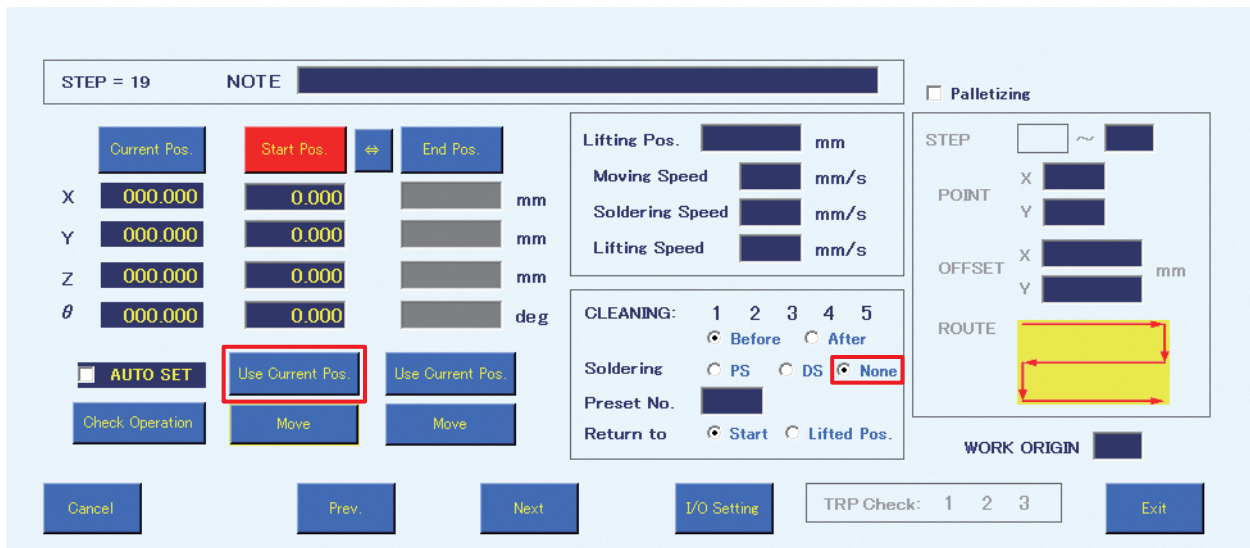 STEP = 19 NOTE
Palletizing
Current Pos. Start Pos. ⇔ End Pos.
X 000.000 0.000 mm
Y 000.000 0.000 mm
Z 000.000 0.000 mm
θ 000.000 0.000 deg
AUTO SET Use Current Pos. Use Current Pos.
Check Operation Move Move
Lifting Pos. mm
Moving Speed mm/s
Soldering Speed mm/s
Lifting Speed mm/s
CLEANING: 1 2 3 4 5
Before After
Soldering PS DS None
Preset No.
Return to Start Lifted Pos.
STEP ~
POINT X
Y
OFFSET X
Y mm
ROUTE
WORK ORIGIN
Cancel Prev. Next I/O Setting TRP Check: 1 2 3 Exit